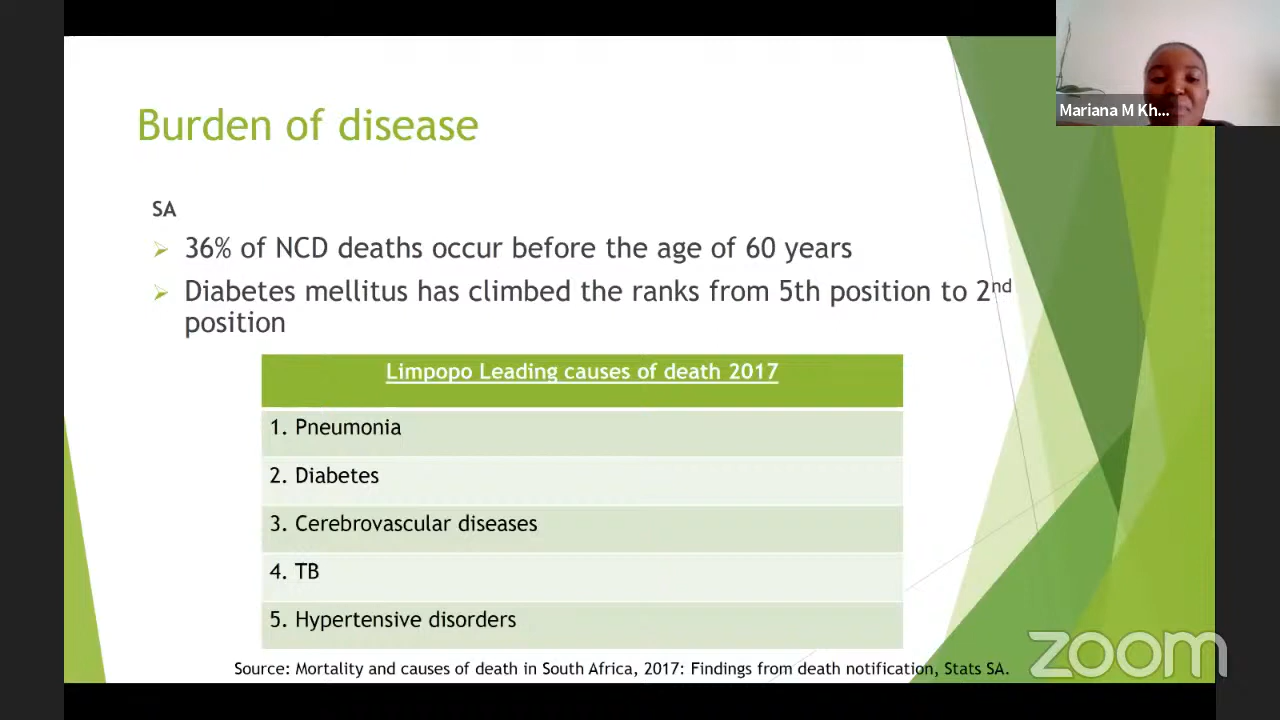 Mariana M Kh...
Burden of disease
SA
36% of NCD deaths occur before the age of 60 years
Diabetes mellitus has climbed the ranks from 5th position to 2nd
position
Limpopo Leading causes of death 2017
1. Pneumonia
2. Diabetes
3. Cerebrovascular diseases
4. TB
5. Hypertensive disorders
Source: Mortality and causes of death in South Africa, 2017: Findings from death notification, Stats SA.
zoom